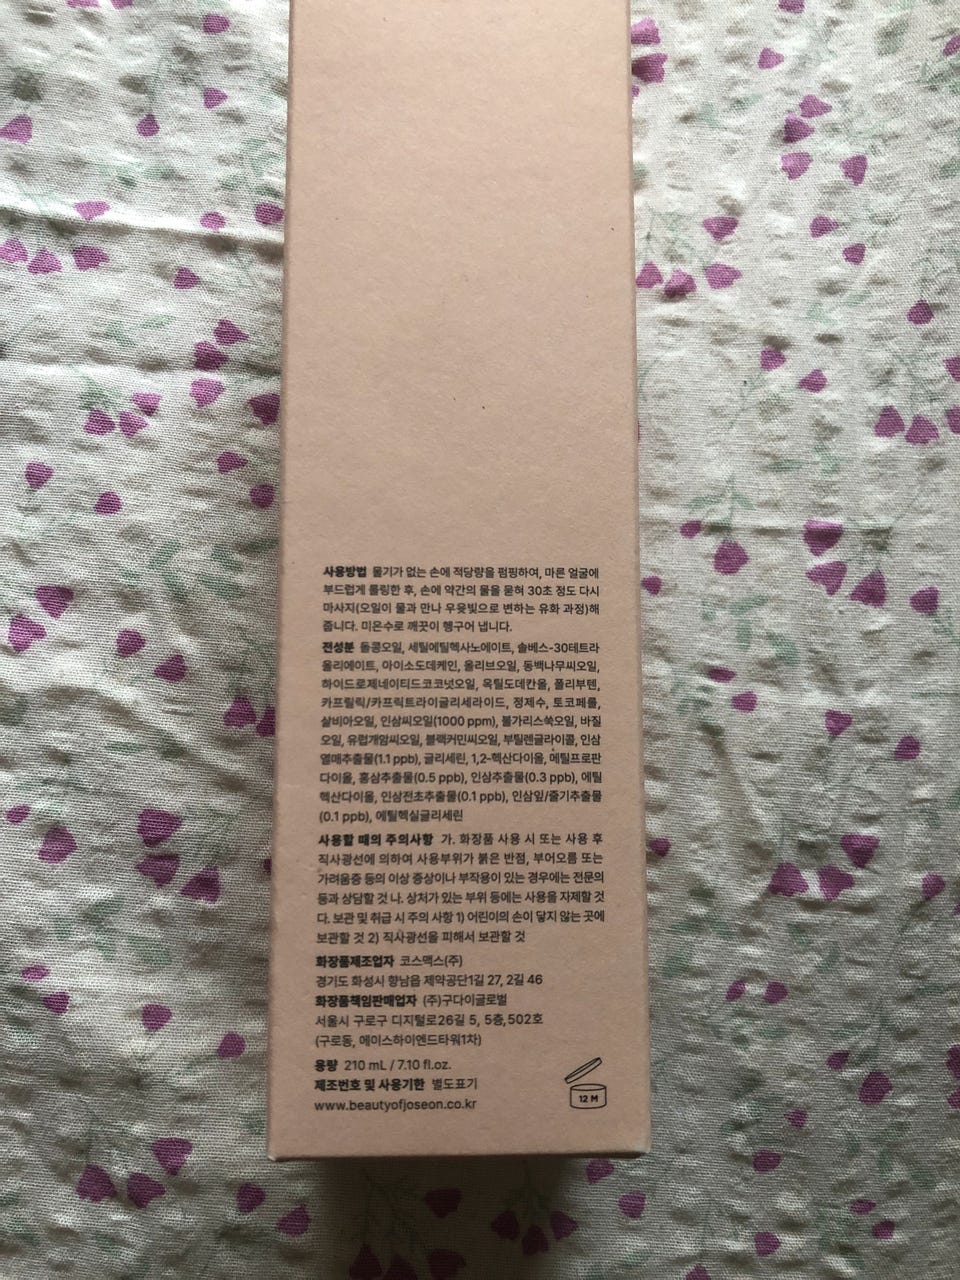 사용방법 물기가 없는 손에 적당량을 펌핑하여, 마른 얼굴에
부드럽게 롤링한 후, 손에 약간의 물을 묻혀 30초 정도 다시
마사지(오일이 물과 만나 우윳빛으로 변하는 유화 과정)해
줍니다. 미온수로 깨끗이 헹구어 냅니다.
전성분 돌콩오일, 세틸에틸헥사노에이트, 솔베스-30테트라
올리에이트, 아이소도데케인, 올리브오일, 동백나무씨오일,
하이드로제네이티드코코넛오일, 옥틸도데칸올, 폴리부텐,
카프릴릭/카프릭트라이글리세라이드, 정제수, 토코페롤,
살비아오일, 인삼씨오일(1000 ppm), 불가리스쑥오일, 바질
오일, 유럽개암씨오일, 블랙커민씨오일, 부틸렌글라이콜, 인삼
열매추출물(1.1 ppb), 글리세린, 1,2-헥산다이올, 메틸프로판
다이올, 홍삼추출물(0.5 ppb), 인삼추출물(0.3 ppb), 에틸
헥산다이올, 인삼전초추출물(0.1 ppb), 인삼잎/줄기추출물
(0.1 ppb), 에틸헥실글리세린
사용할 때의 주의사항 가. 화장품 사용 시 또는 사용 후
직사광선에 의하여 사용부위가 붉은 반점, 부어오름 또는
가려움증 등의 이상 증상이나 부작용이 있는 경우에는 전문의
등과 상담할 것 나. 상처가 있는 부위 등에는 사용을 자제할 것
다. 보관 및 취급 시 주의 사항 1) 어린이의 손이 닿지 않는 곳에
보관할 것 2) 직사광선을 피해서 보관할 것
화장품제조업자 코스맥스(주)
경기도 화성시 향남읍 제약공단1길 27, 2길 46
화장품책임판매업자 (주)구다이글로벌
서울시 구로구 디지털로26길 5, 5층, 502호
(구로동, 에이스하이엔드타워1차)
용량 210 mL / 7.10 fl.oz.
제조번호 및 사용기한 별도표기
www.beautyofjoseon.co.kr
12 M